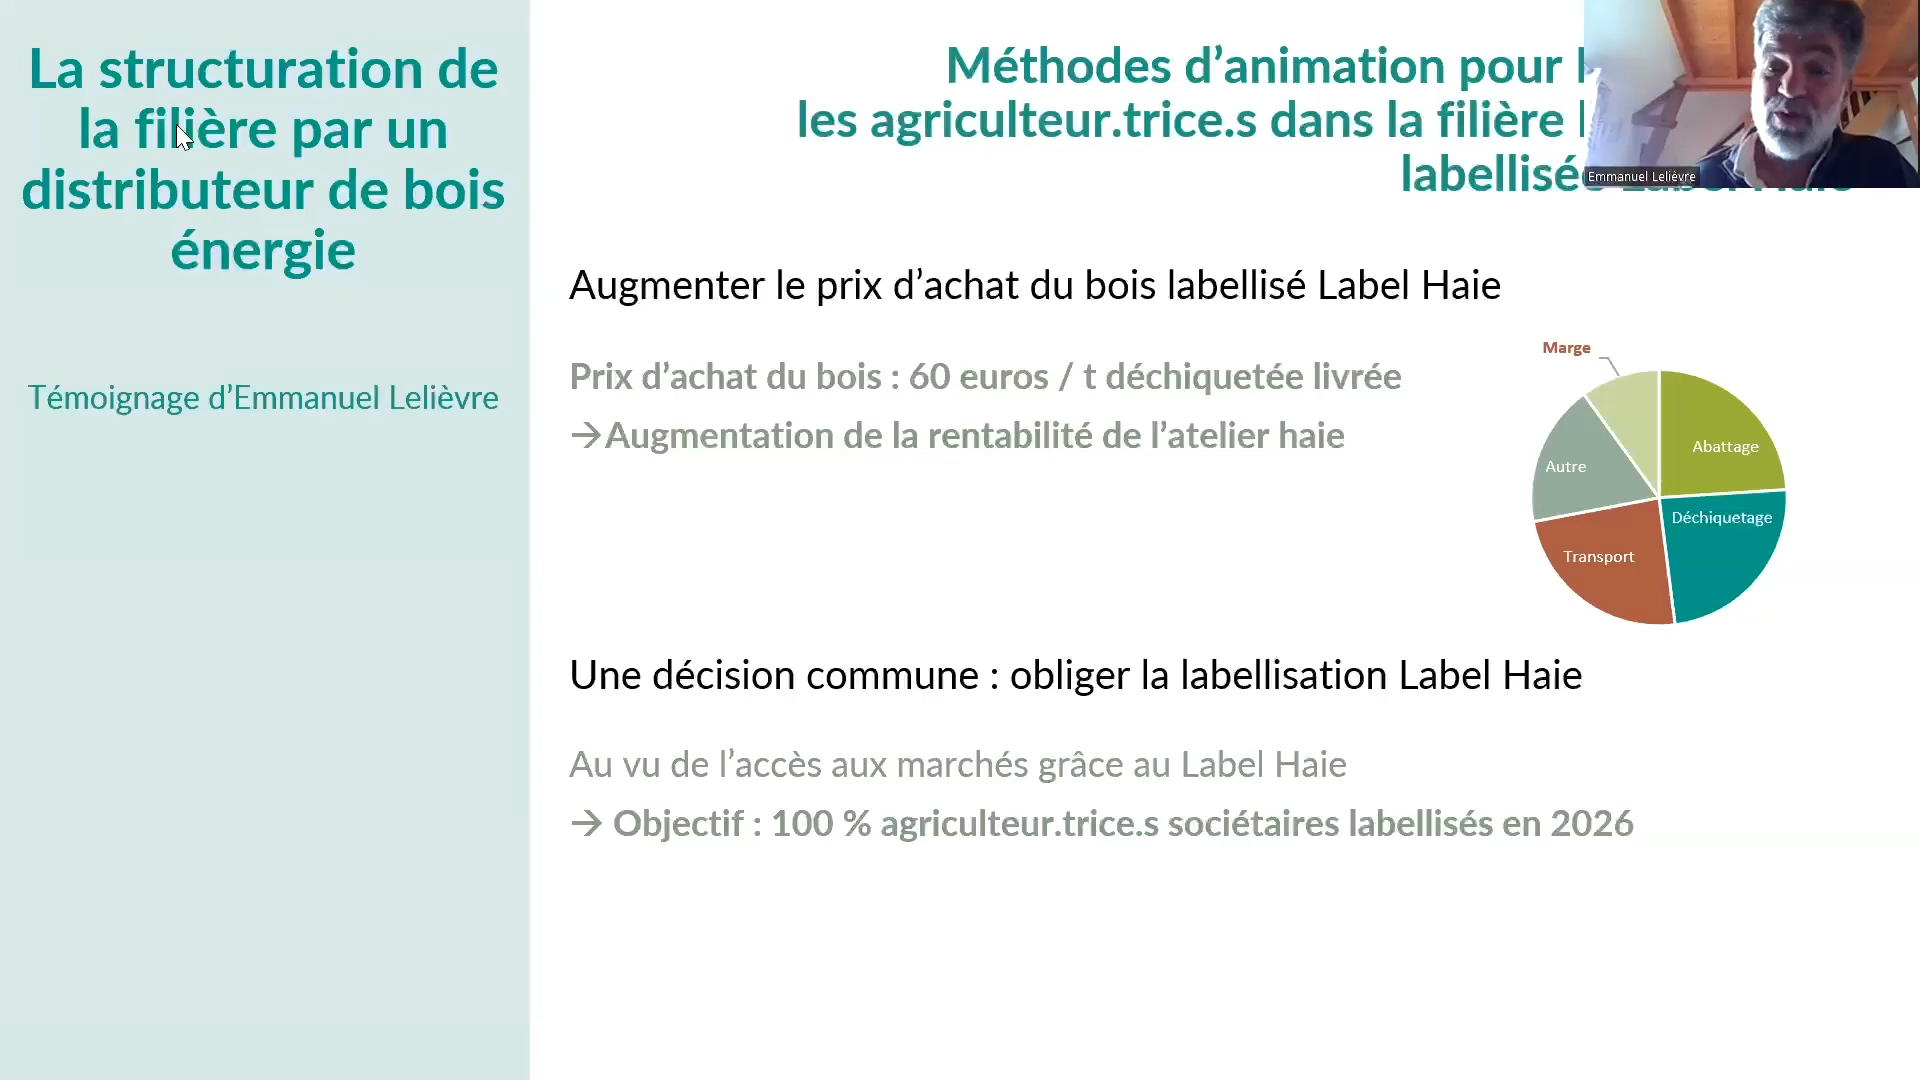 La structuration de
la filière par un
distributeur de bois
énergie
Témoignage d’Emmanuel Lelièvre
Méthodes d’animation pour
les agriculteur.trice.s dans la filière
Emmanuel Lelièvre
Augmenter le prix d’achat du bois labellisé Label Haie
Prix d’achat du bois : 60 euros / t déchiquetée livrée
→Augmentation de la rentabilité de l’atelier haie
Marge
Abattage
Autre
Déchiquetage
Transport
Une décision commune : obliger la labellisation Label Haie
Au vu de l’accès aux marchés grâce au Label Haie
→ Objectif : 100 % agriculteur.trice.s sociétaires labellisés en 2026